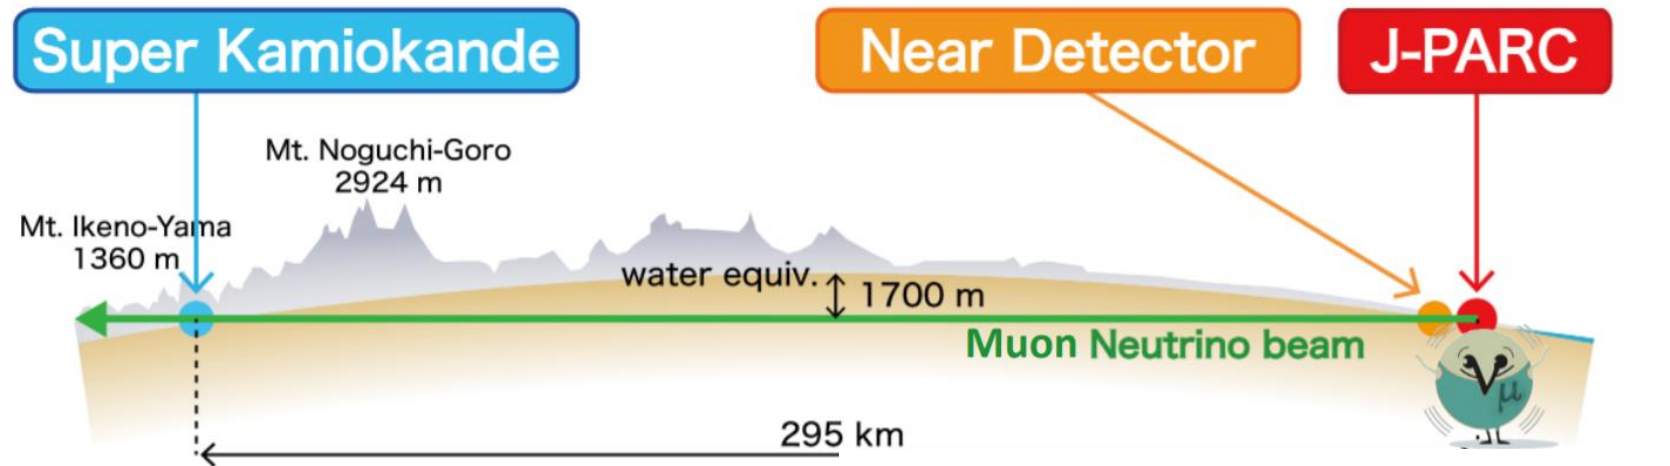 Super Kamiokande
Near Detector
J-PARC
Mt. Noguchi-Goro
2924 m
Mt. Ikeno-Yama
1360 m
water equiv.
1700 m
Muon Neutrino beam
ν μ
295 km